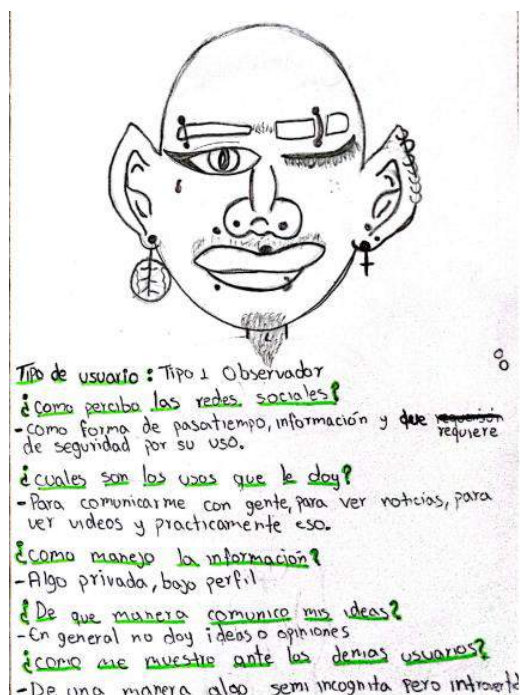 Tipo de usuario: Tipo 1 Observador
¿como percibo las redes sociales?
-como forma de pasatiempo, información y que requiere
de seguridad por su uso.
¿cuales son los usos que le doy?
-Para comunicarme con gente, para ver noticias, para
ver videos y practicamente eso.
¿como manejo la información?
-Algo privada, bajo perfil
¿De que manera comunico mis ideas?
-En general no doy ideas o opiniones
¿como me muestro ante los demas usuarios?
-De una manera algo semi incognita pero